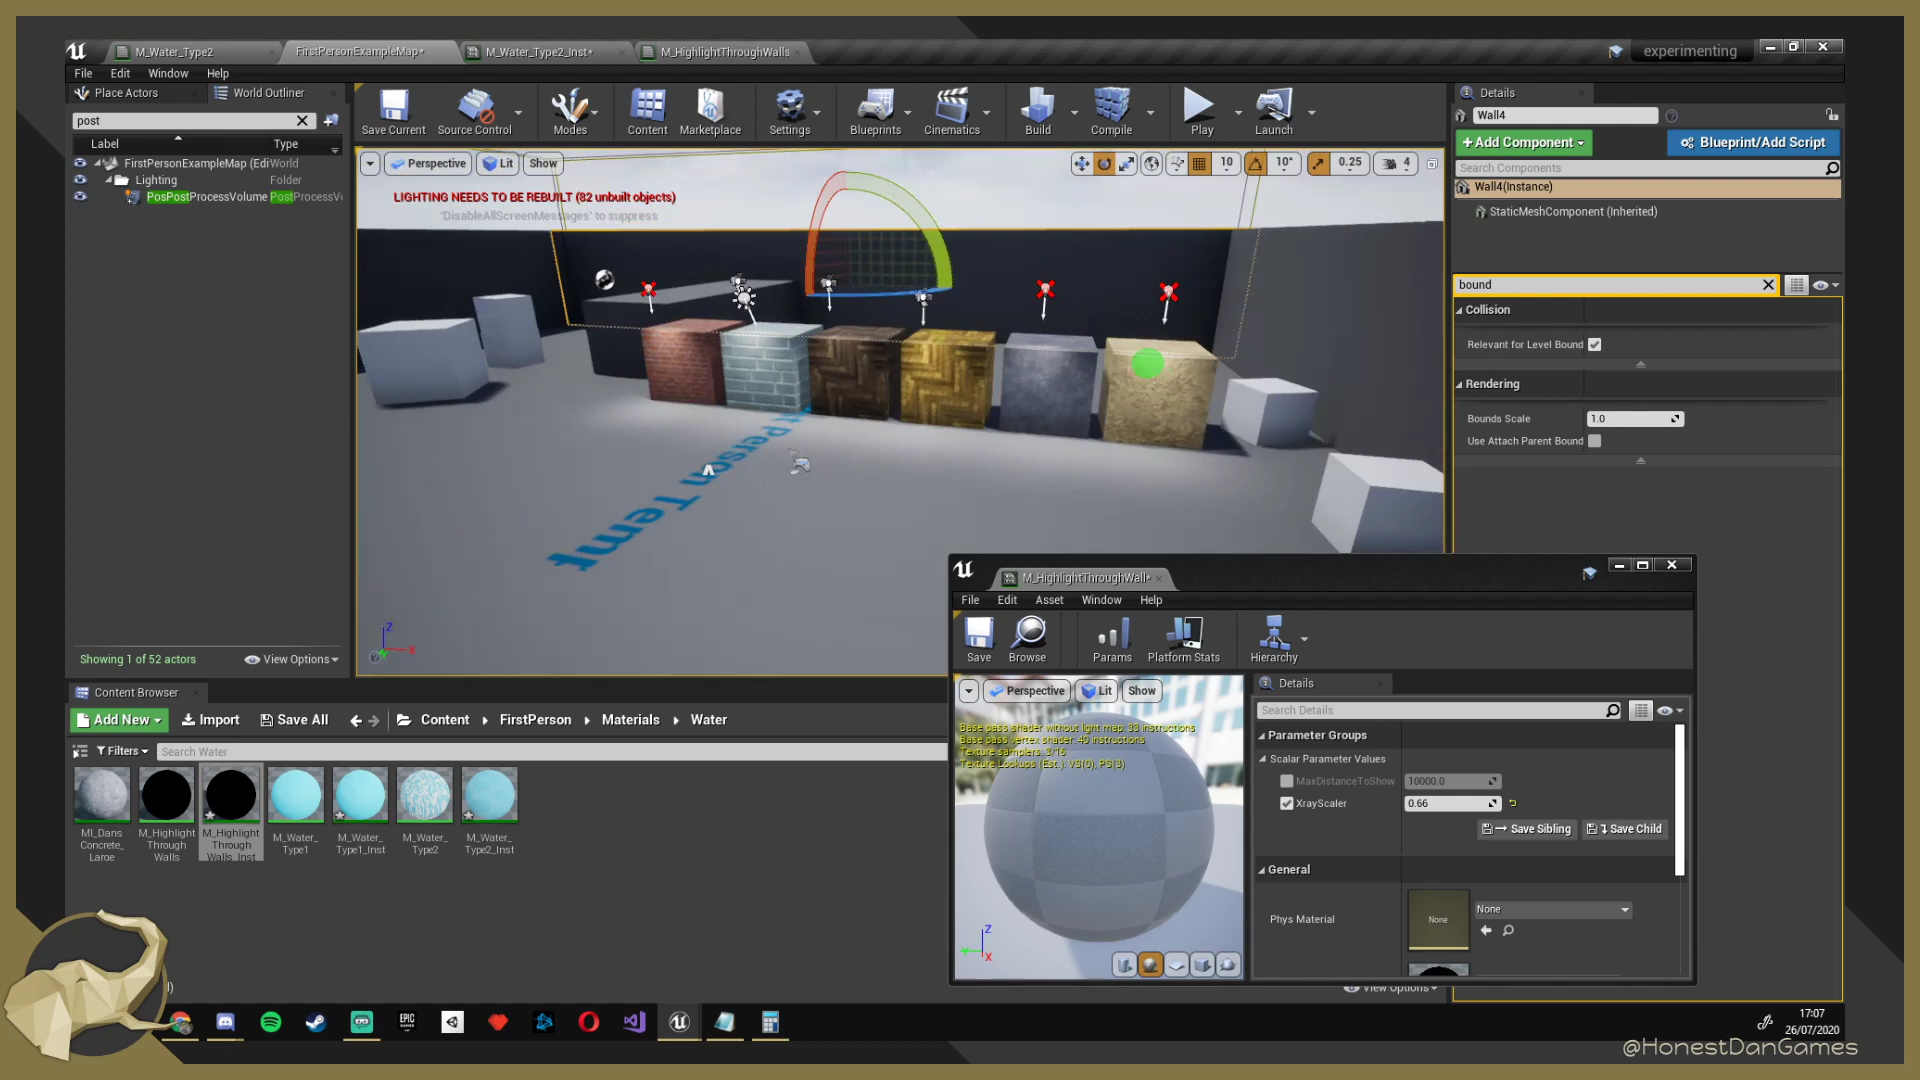 M_Water_Type2
FirstPersonExampleMap*
M_Water_Type2_Inst*
M_HighlightThroughWalls
experimenting
File Edit Window Help
Place Actors
World Outliner
post
Label Type
FirstPersonExampleMap (Edi World
Lighting Folder
PosPostProcessVolume PostProcessV
Showing 1 of 52 actors
View Options
Save Current
Source Control
Modes
Content
Marketplace
Settings
Blueprints
Cinematics
Build
Compile
Play
Launch
Perspective Lit Show
10 10° 0.25 4
LIGHTING NEEDS TO BE REBUILT (82 unbuilt objects)
'DisableAllScreenMessages' to suppress
t Person Temp
Z X Y
Details
Wall4
+Add Component
Blueprint/Add Script
Search Components
Wall4(Instance)
StaticMeshComponent (Inherited)
bound
Collision
Relevant for Level Bound
Rendering
Bounds Scale 1.0
Use Attach Parent Bound
M_HighlightThroughWall*
File Edit Asset Window Help
Save
Browse
Params
Platform Stats
Hierarchy
Perspective Lit Show
Base pass shader without light map: 33 instructions
Base pass vertex shader: 40 instructions
Texture samplers: 3/16
Texture Lookups (Est.): VS(0), PS(3)
Z Y X
Details
Search Details
Parameter Groups
Scalar Parameter Values
MaxDistanceToShow 10000.0
XrayScaler 0.66
Save Sibling Save Child
General
Phys Material
None
None
View Options
Content Browser
Add New
Import
Save All
Content FirstPerson Materials Water
Filters
Search Water
MI_Dans Concrete_ Large
M_Highlight Through Walls
M_Highlight Through Walls_Inst
M_Water_ Type1
M_Water_ Type1_Inst
M_Water_ Type2
M_Water_ Type2_Inst
EPIC GAMES
17:07
26/07/2020
@HonestDanGames